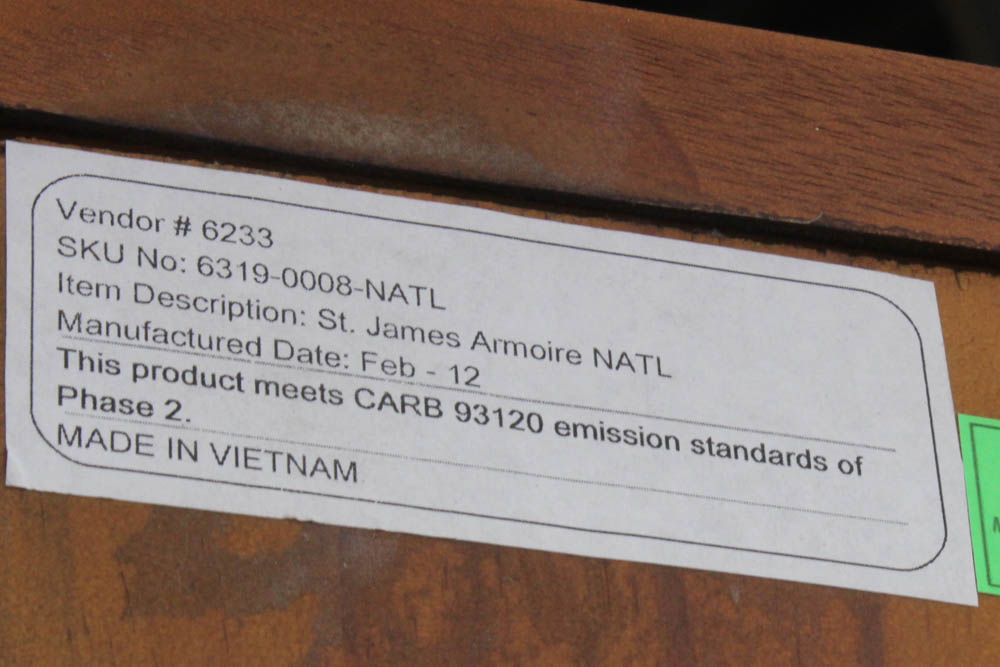 Vendor # 6233
SKU No: 6319-0008-NATL
Item Description: St. James Armoire NATL
Manufactured Date: Feb - 12
This product meets CARB 93120 emission standards of
Phase 2.
MADE IN VIETNAM